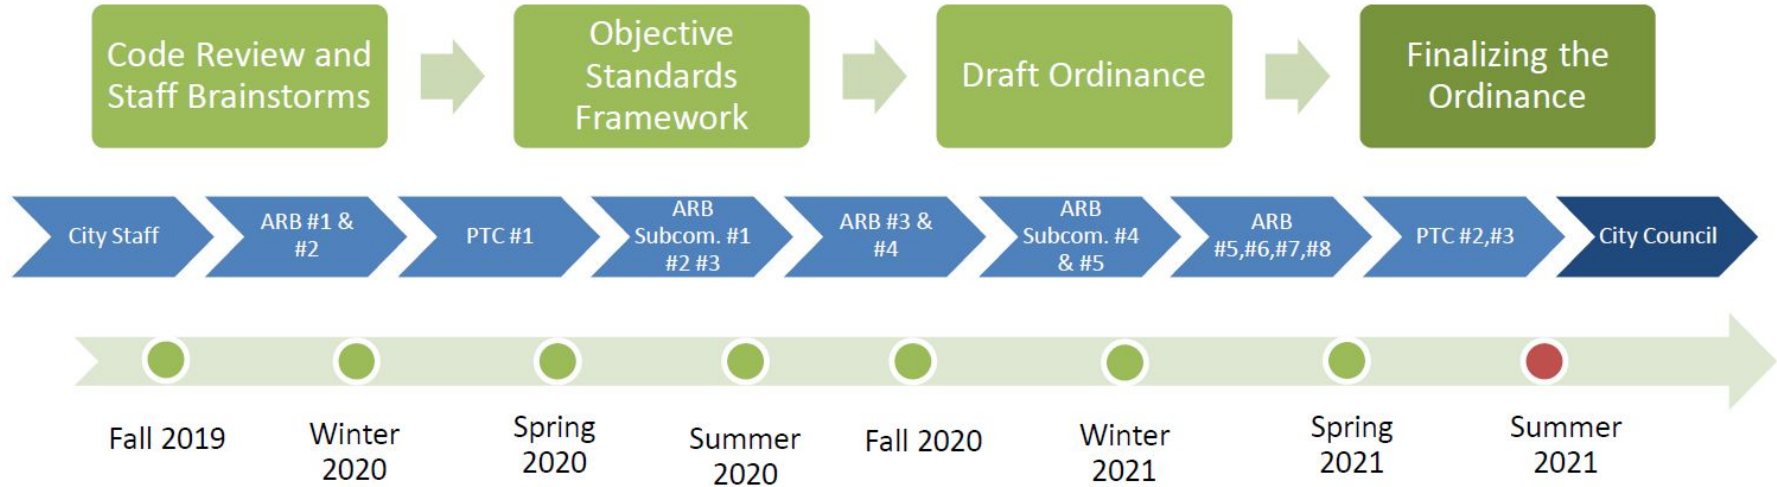 Code Review and
Staff Brainstorms
Objective
Standards
Framework
Draft Ordinance
Finalizing the
Ordinance
City Staff
ARB #1 &
#2
PTC #1
ARB
Subcom. #1
#2 #3
ARB #3 &
#4
ARB
Subcom. #4
& #5
ARB
#5,#6,#7,#8
PTC #2,#3
City Council
Fall 2019
Winter
2020
Spring
2020
Summer
2020
Fall 2020
Winter
2021
Spring
2021
Summer
2021